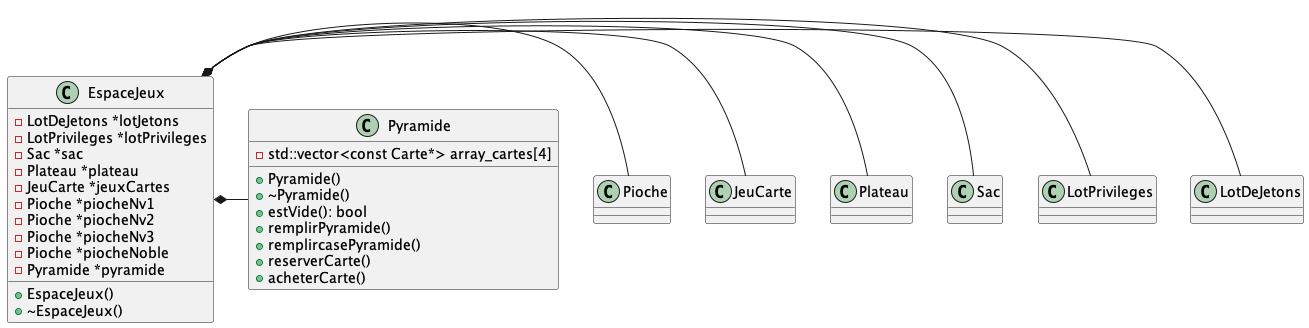 C EspaceJeux
LotDeJetons *lotJetons
LotPrivileges *lotPrivileges
Sac *sac
Plateau *plateau
JeuCarte *jeuxCartes
Pioche *piocheNv1
Pioche *piocheNv2
Pioche *piocheNv3
Pioche *piocheNoble
Pyramide *pyramide
EspaceJeux()
~EspaceJeux()
C Pyramide
std::vector<const Carte*> array_cartes[4]
Pyramide()
~Pyramide()
estVide(): bool
remplirPyramide()
remplircasePyramide()
reserverCarte()
acheterCarte()
C Pioche
C JeuCarte
C Plateau
C Sac
C LotPrivileges
C LotDeJetons